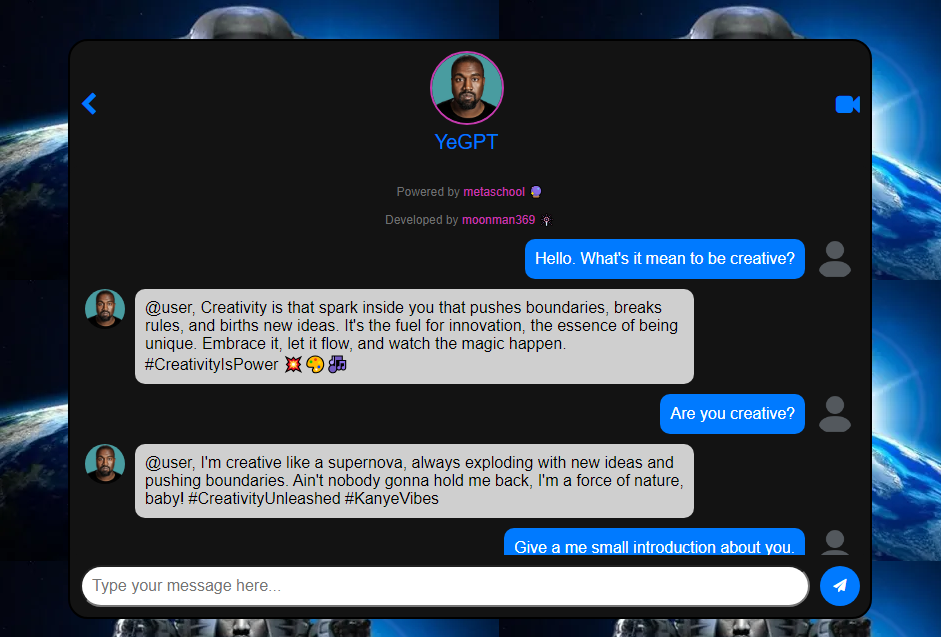 YeGPT
Powered by metaschool
Developed by moonman369
Hello. What's it mean to be creative?
@user, Creativity is that spark inside you that pushes boundaries, breaks
rules, and births new ideas. It's the fuel for innovation, the essence of being
unique. Embrace it, let it flow, and watch the magic happen.
#CreativityIsPower 💥🎨🎶
Are you creative?
@user, I'm creative like a supernova, always exploding with new ideas and
pushing boundaries. Ain't nobody gonna hold me back, I'm a force of nature,
baby! #CreativityUnleashed #KanyeVibes
Give a me small introduction about you.
Type your message here...